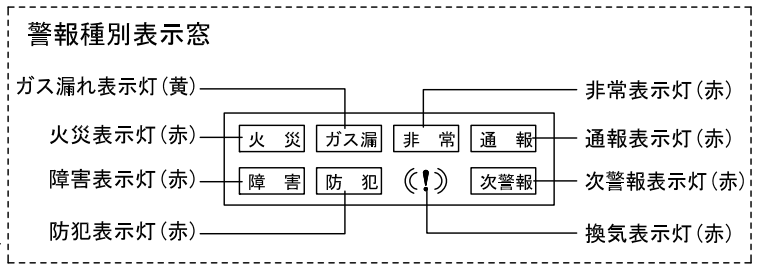 警報種別表示窓
ガス漏れ表示灯(黄)
非常表示灯(赤)
火災表示灯(赤)
火 災
ガス漏
非 常
通 報
通報表示灯(赤)
障害表示灯(赤)
障 害
防 犯
((!))
次警報
次警報表示灯(赤)
防犯表示灯(赤)
換気表示灯(赤)